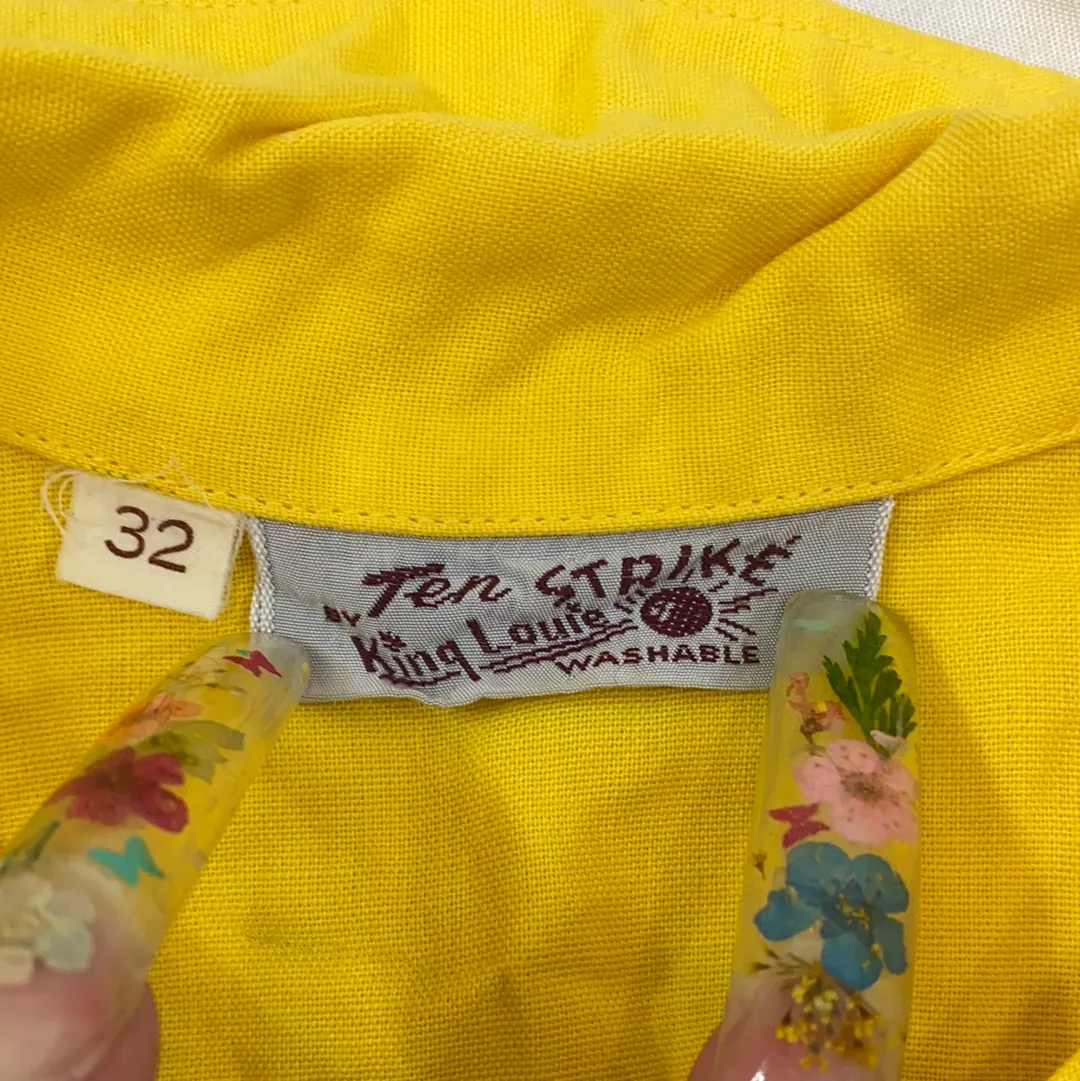 32
Ten STRIKE
BY King Louie
WASHABLE